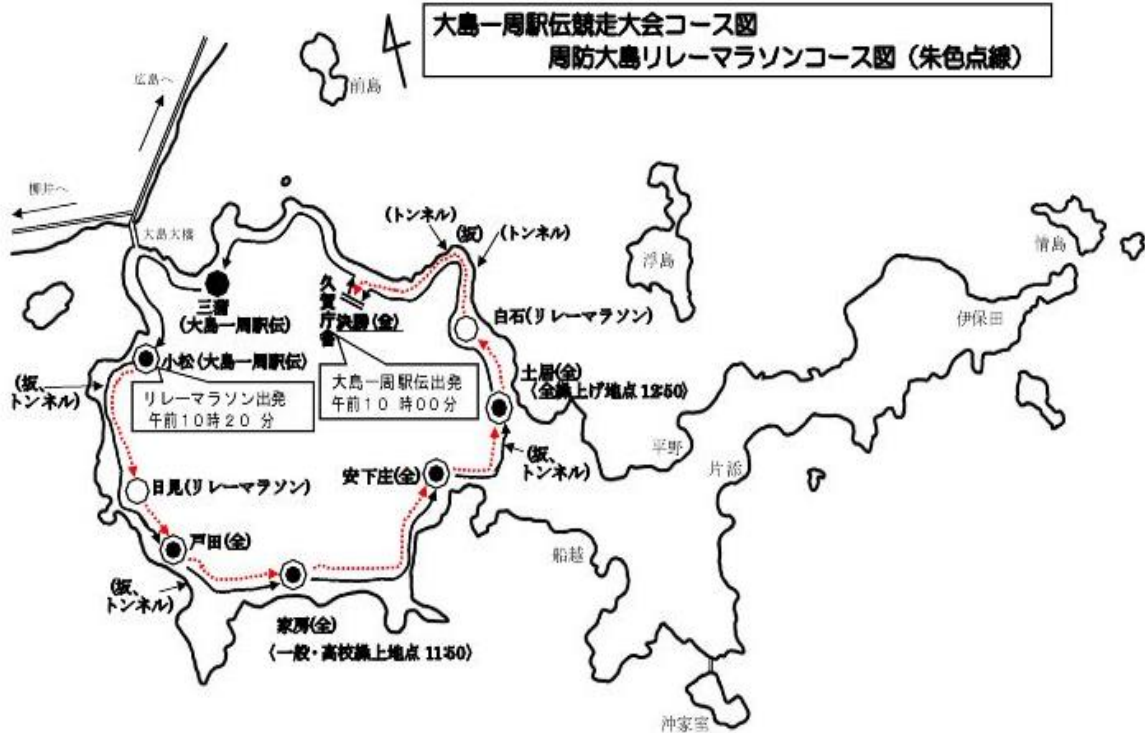 大島一周駅伝競走大会コース図
周防大島リレーマラソンコース図（朱色点線）
広島へ
前島
柳井へ
大島大橋
(トンネル)
(坂)
(トンネル)
浮島
情島
伊保田
三蒲
(大島一周駅伝)
久賀庁舎
決勝(全)
白石(リレーマラソン)
小松(大島一周駅伝)
リレーマラソン出発
午前10時20 分
大島一周駅伝出発
午前10 時00分
土居(全)
〈全繰上げ地点 12:50〉
(坂、
トンネル)
平野
片添
(坂、
トンネル)
安下庄(全)
日見(リレーマラソン)
戸田(全)
船越
(坂、
トンネル)
家房(全)
〈一般・高校繰上地点 11:50〉
沖家室